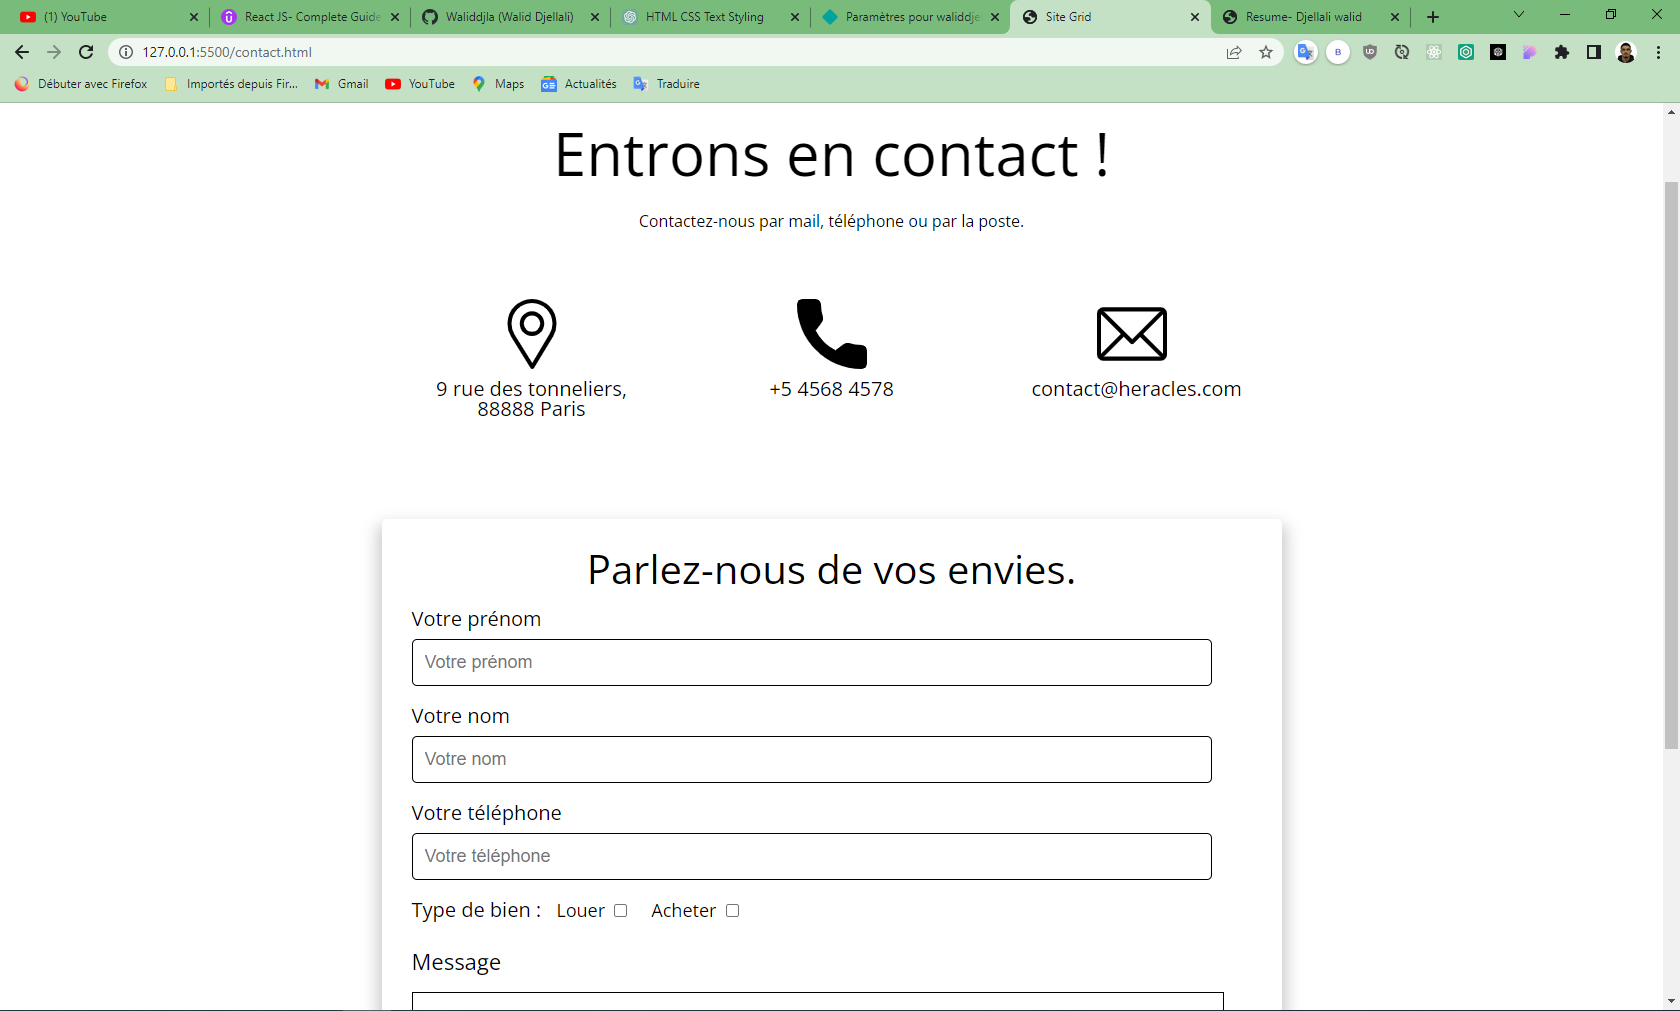 (1) YouTube
React JS- Complete Guide
Waliddjla (Walid Djellali)
HTML CSS Text Styling
Paramètres pour waliddje
Site Grid
Resume- Djellali walid
127.0.0.1:5500/contact.html
Débuter avec Firefox
Importés depuis Fir...
Gmail
YouTube
Maps
Actualités
Traduire
Entrons en contact !
Contactez-nous par mail, téléphone ou par la poste.
9 rue des tonneliers,
88888 Paris
+5 4568 4578
contact@heracles.com
Parlez-nous de vos envies.
Votre prénom
Votre prénom
Votre nom
Votre nom
Votre téléphone
Votre téléphone
Type de bien : Louer Acheter
Message